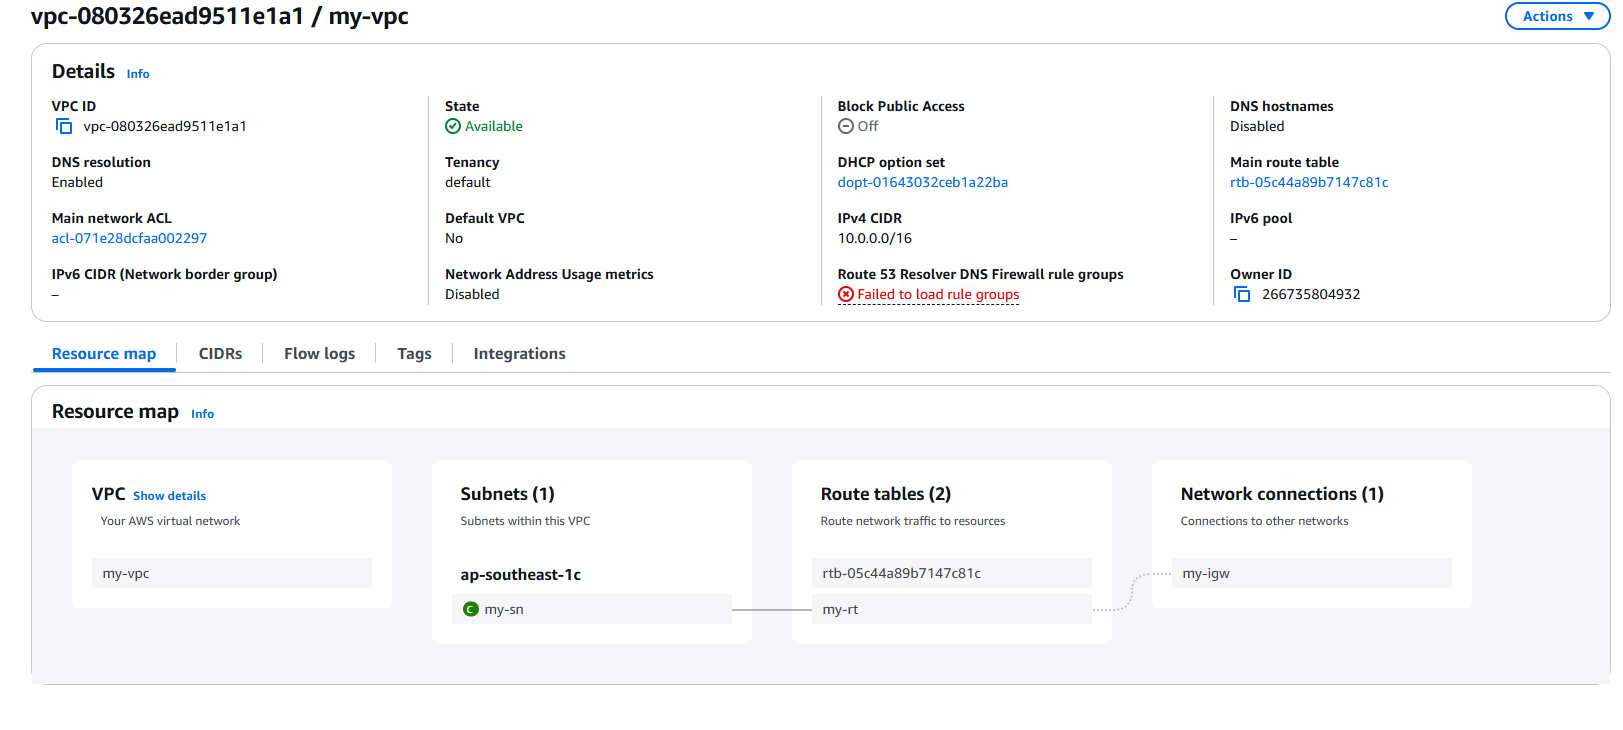 vpc-080326ead9511e1a1 / my-vpc
Actions
Details Info
VPC ID
vpc-080326ead9511e1a1
State
Available
Block Public Access
Off
DNS hostnames
Disabled
DNS resolution
Enabled
Tenancy
default
DHCP option set
dopt-01643032ceb1a22ba
Main route table
rtb-05c44a89b7147c81c
Main network ACL
acl-071e28dcfaa002297
Default VPC
No
IPv4 CIDR
10.0.0.0/16
IPv6 pool
–
IPv6 CIDR (Network border group)
–
Network Address Usage metrics
Disabled
Route 53 Resolver DNS Firewall rule groups
Failed to load rule groups
Owner ID
266735804932
Resource map
CIDRs
Flow logs
Tags
Integrations
Resource map Info
VPC Show details
Your AWS virtual network
my-vpc
Subnets (1)
Subnets within this VPC
ap-southeast-1c
C my-sn
Route tables (2)
Route network traffic to resources
rtb-05c44a89b7147c81c
my-rt
Network connections (1)
Connections to other networks
my-igw